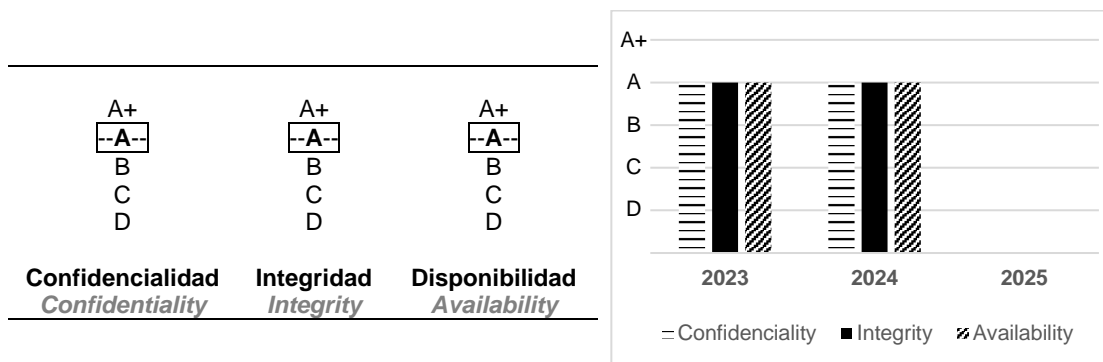 A+ A+ A+
--A-- --A-- --A--
B B B
C C C
D D D
Confidencialidad Integridad Disponibilidad
Confidentiality Integrity Availability
A+
A
B
C
D
2023 2024 2025
Confidenciality Integrity Availability